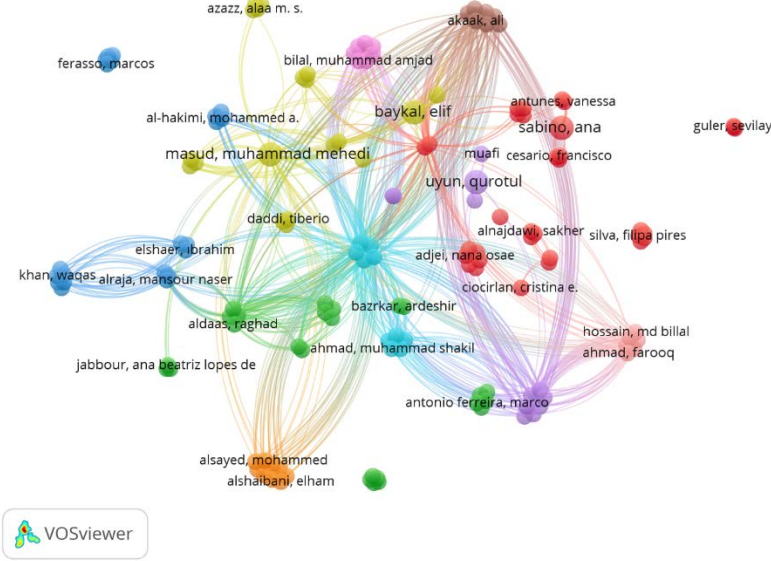 azazz, alaa m. s.
akaak, ali
ferasso, marcos
bilal, muhammad amjad
al-hakimi, mohammed a.
baykal, elif
antunes, vanessa
sabino, ana
guler, sevilay
masud, muhammad mehedi
muafi
cesario, francisco
uyun, qurotul
daddi, tiberio
alnajdawi, sakher
silva, filipa pires
elshaer, ibrahim
adjei, nana osae
khan, waqas
alraja, mansour naser
ciocirlan, cristina e.
bazrkar, ardeshir
aldaas, raghad
hossain, md billal
ahmad, muhammad shakil
ahmad, farooq
jabbour, ana beatriz lopes de
antonio ferreira, marco
alsayed, mohammed
alshaibani, elham
VOSviewer